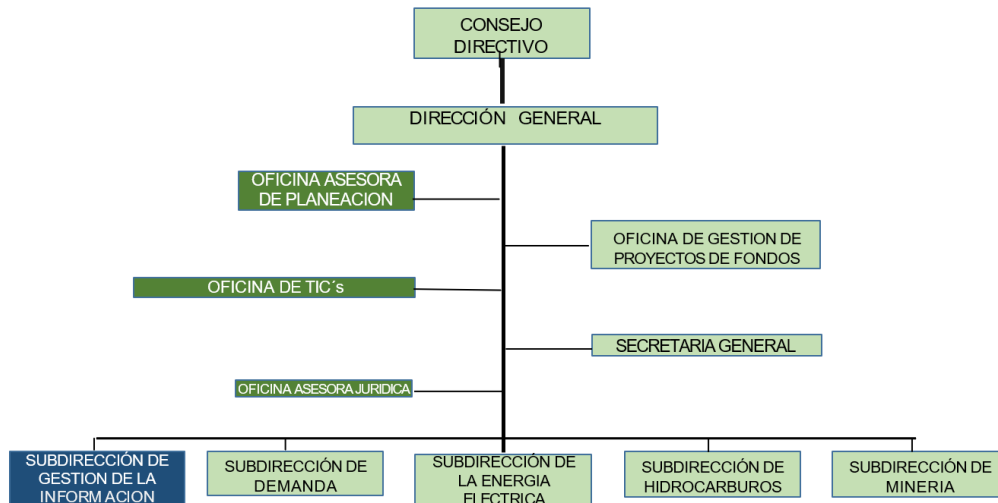 CONSEJO
DIRECTIVO
DIRECCIÓN GENERAL
OFICINA ASESORA
DE PLANEACION
OFICINA DE GESTION DE
PROYECTOS DE FONDOS
OFICINA DE TIC´s
SECRETARIA GENERAL
OFICINA ASESORA JURIDICA
SUBDIRECCIÓN DE
GESTION DE LA
INFORMACION
SUBDIRECCIÓN DE
DEMANDA
SUBDIRECCIÓN DE
LA ENERGIA
ELECTRICA
SUBDIRECCIÓN DE
HIDROCARBUROS
SUBDIRECCIÓN DE
MINERIA